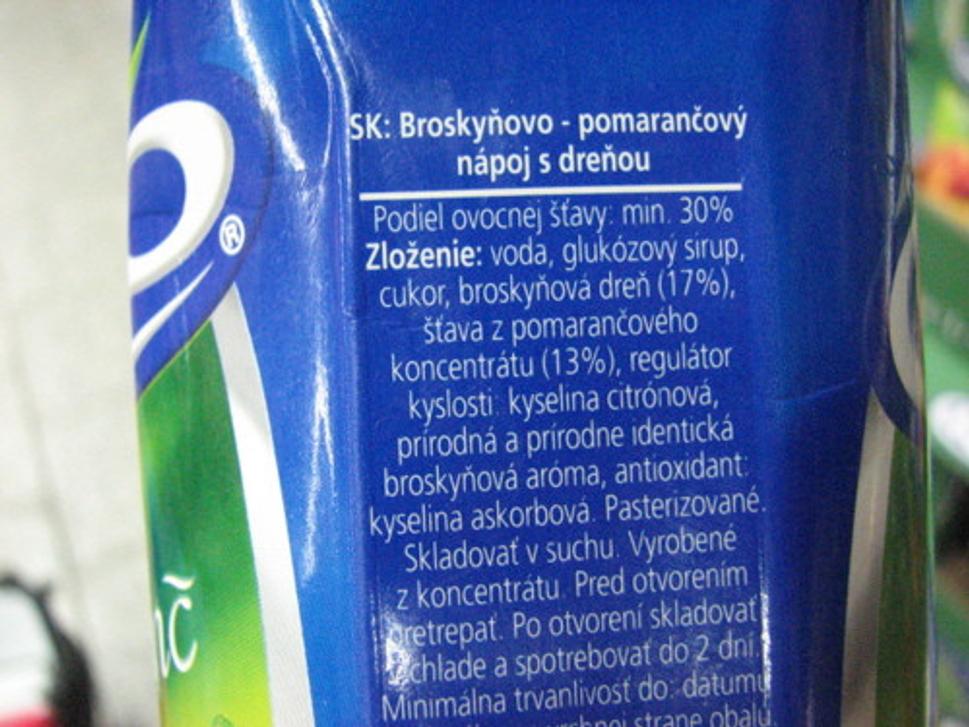 SK: Broskyňovo - pomarančový
nápoj s dreňou
Podiel ovocnej šťavy: min. 30%
Zloženie: voda, glukózový sirup,
cukor, broskyňová dreň (17%),
šťava z pomarančového
koncentrátu (13%), regulátor
kyslosti: kyselina citrónová,
prírodná a prírodne identická
broskyňová aróma, antioxidant:
kyselina askorbová. Pasterizované.
Skladovať v suchu. Vyrobené
z koncentrátu. Pred otvorením
pretrepať. Po otvorení skladovať
chlade a spotrebovať do 2 dní.
Minimálna trvanlivosť do: dátumu
strane obalu.
®